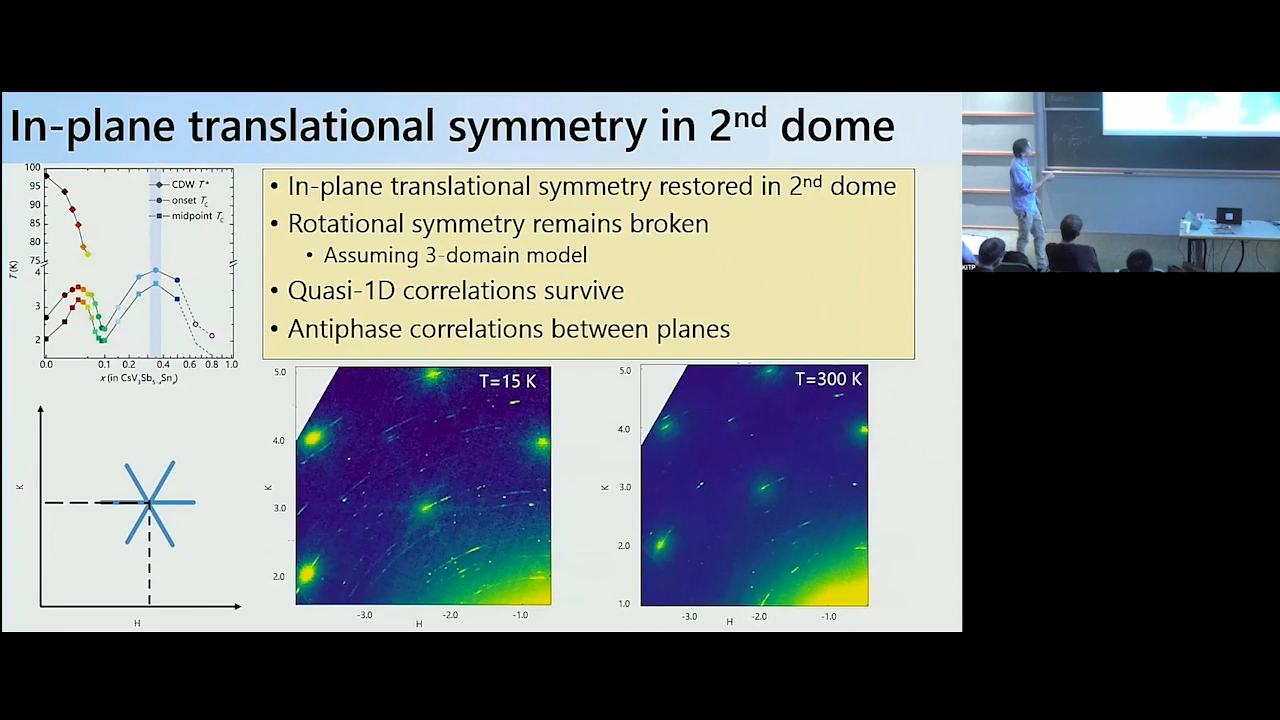 In-plane translational symmetry in 2nd dome
100
95
90
85
80
75
4
3
2
T (K)
CDW T*
onset Tc
midpoint Tc
0.0 0.1 0.2 0.4 0.6 0.8 1.0
x (in CsV3Sb5-xSnx)
• In-plane translational symmetry restored in 2nd dome
• Rotational symmetry remains broken
• Assuming 3-domain model
• Quasi-1D correlations survive
• Antiphase correlations between planes
K
H
T=15 K
5.0
4.0
3.0
2.0
K
-3.0 -2.0 -1.0
H
T=300 K
5.0
4.0
3.0
2.0
1.0
K
-3.0 -2.0 -1.0
H
KITP